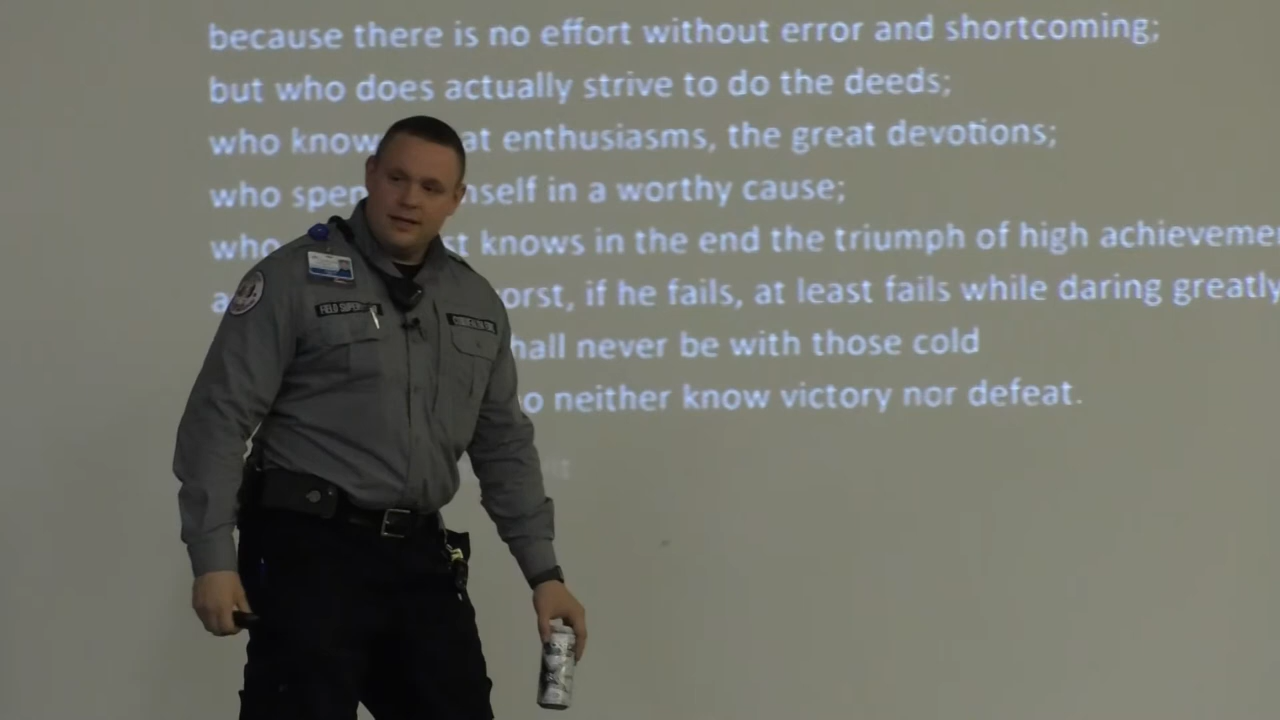 because there is no effort without error and shortcoming;
but who does actually strive to do the deeds;
who know at enthusiasms, the great devotions;
who spen nself in a worthy cause;
who st knows in the end the triumph of high achieveme
a orst, if he fails, at least fails while daring greatly
hall never be with those cold
o neither know victory nor defeat.
FIELD SUPER